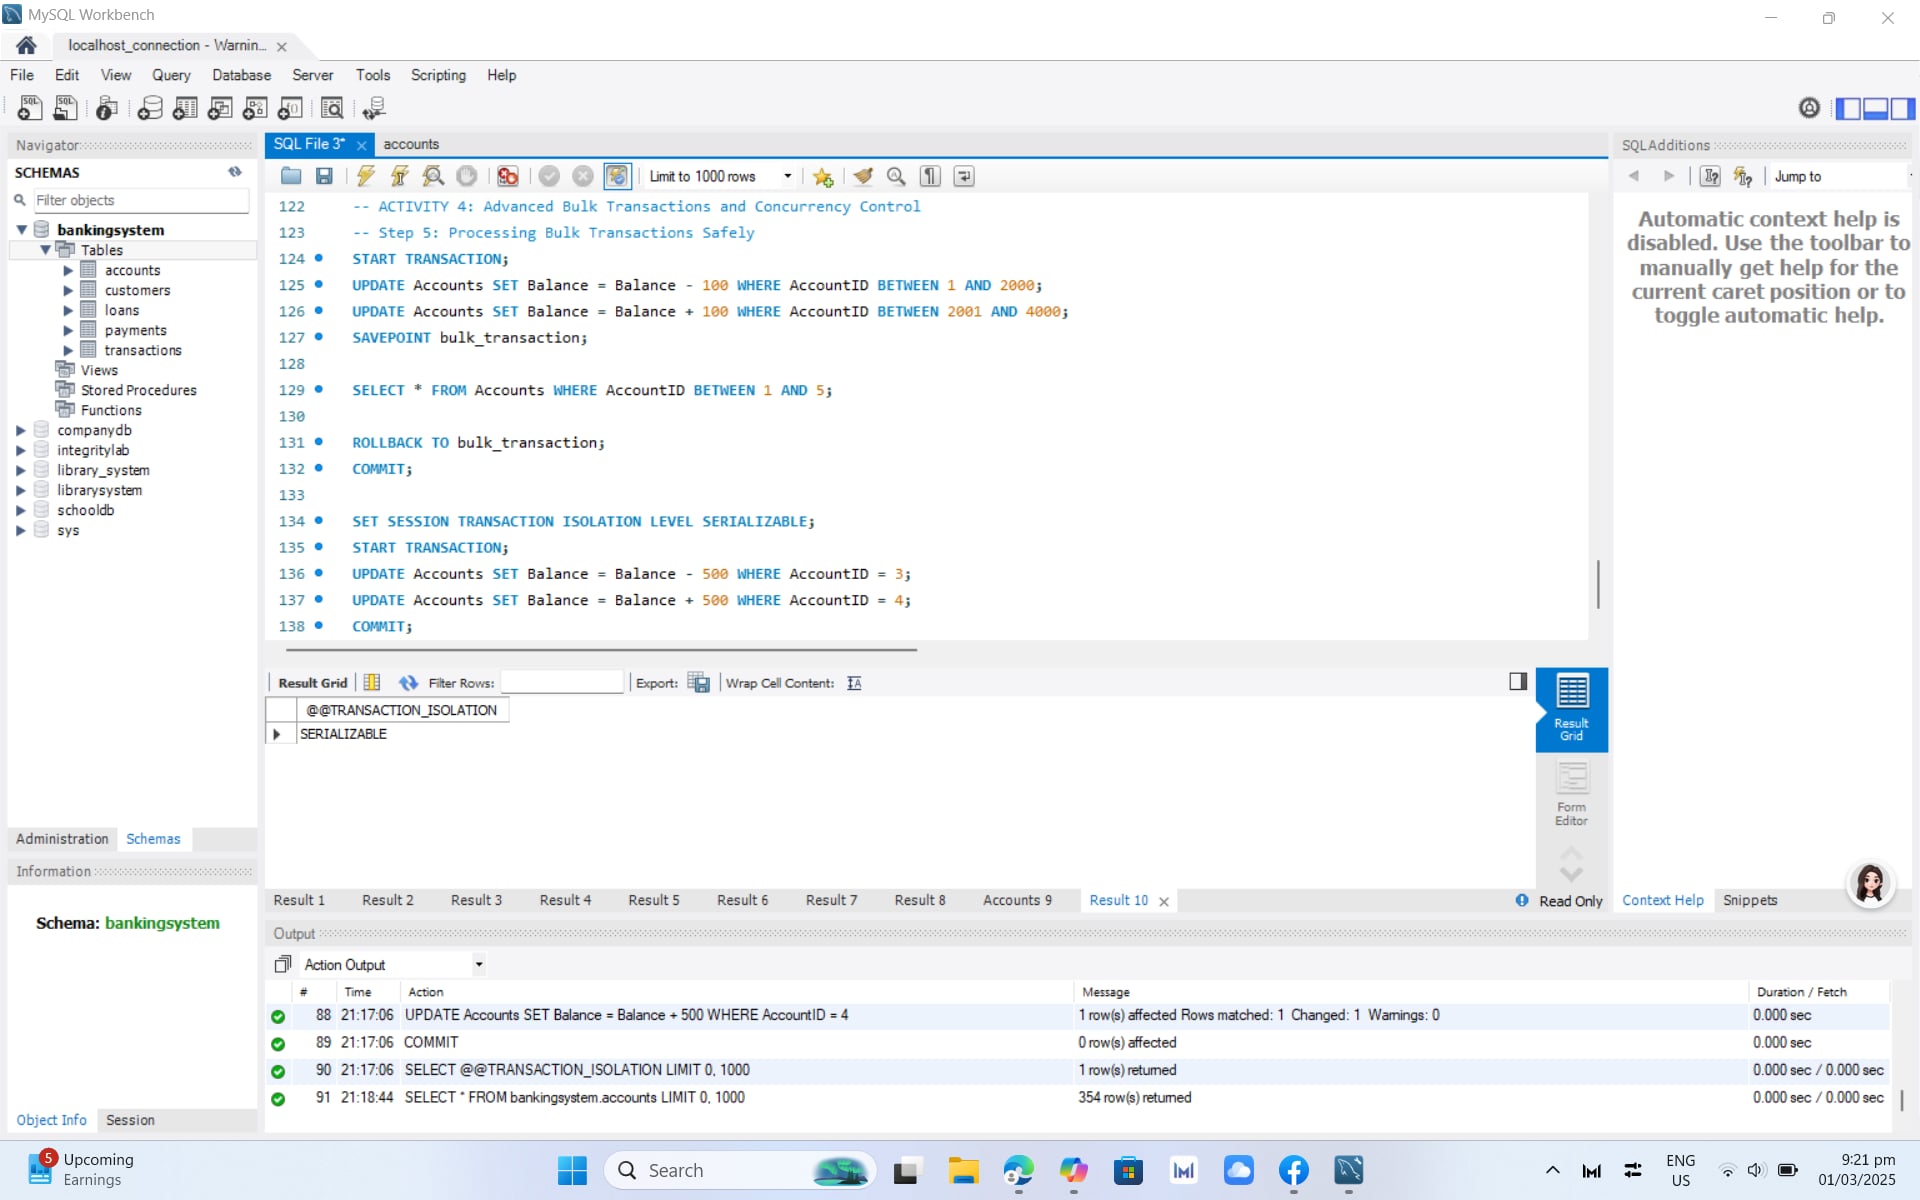 MySQL Workbench
localhost_connection - Warnin...
File Edit View Query Database Server Tools Scripting Help
Navigator
SCHEMAS
Filter objects
bankingsystem
Tables
accounts
customers
loans
payments
transactions
Views
Stored Procedures
Functions
companydb
integritylab
library_system
librarysystem
schooldb
sys
Administration Schemas
Information
Schema: bankingsystem
Object Info Session
SQL File 3* accounts
Limit to 1000 rows
122 -- ACTIVITY 4: Advanced Bulk Transactions and Concurrency Control
123 -- Step 5: Processing Bulk Transactions Safely
124 START TRANSACTION;
125 UPDATE Accounts SET Balance = Balance - 100 WHERE AccountID BETWEEN 1 AND 2000;
126 UPDATE Accounts SET Balance = Balance + 100 WHERE AccountID BETWEEN 2001 AND 4000;
127 SAVEPOINT bulk_transaction;
128
129 SELECT * FROM Accounts WHERE AccountID BETWEEN 1 AND 5;
130
131 ROLLBACK TO bulk_transaction;
132 COMMIT;
133
134 SET SESSION TRANSACTION ISOLATION LEVEL SERIALIZABLE;
135 START TRANSACTION;
136 UPDATE Accounts SET Balance = Balance - 500 WHERE AccountID = 3;
137 UPDATE Accounts SET Balance = Balance + 500 WHERE AccountID = 4;
138 COMMIT;
Result Grid Filter Rows: Export: Wrap Cell Content:
@@TRANSACTION_ISOLATION
SERIALIZABLE
Result Grid
Form Editor
Result 1 Result 2 Result 3 Result 4 Result 5 Result 6 Result 7 Result 8 Accounts 9 Result 10 Read Only
SQLAdditions
Jump to
Automatic context help is
disabled. Use the toolbar to
manually get help for the
current caret position or to
toggle automatic help.
Context Help Snippets
Output
Action Output
# Time Action Message Duration / Fetch
88 21:17:06 UPDATE Accounts SET Balance = Balance + 500 WHERE AccountID = 4 1 row(s) affected Rows matched: 1 Changed: 1 Warnings: 0 0.000 sec
89 21:17:06 COMMIT 0 row(s) affected 0.000 sec
90 21:17:06 SELECT @@TRANSACTION_ISOLATION LIMIT 0, 1000 1 row(s) returned 0.000 sec / 0.000 sec
91 21:18:44 SELECT * FROM bankingsystem.accounts LIMIT 0, 1000 354 row(s) returned 0.000 sec / 0.000 sec
5
Upcoming
Earnings
Search
ENG
US
9:21 pm
01/03/2025